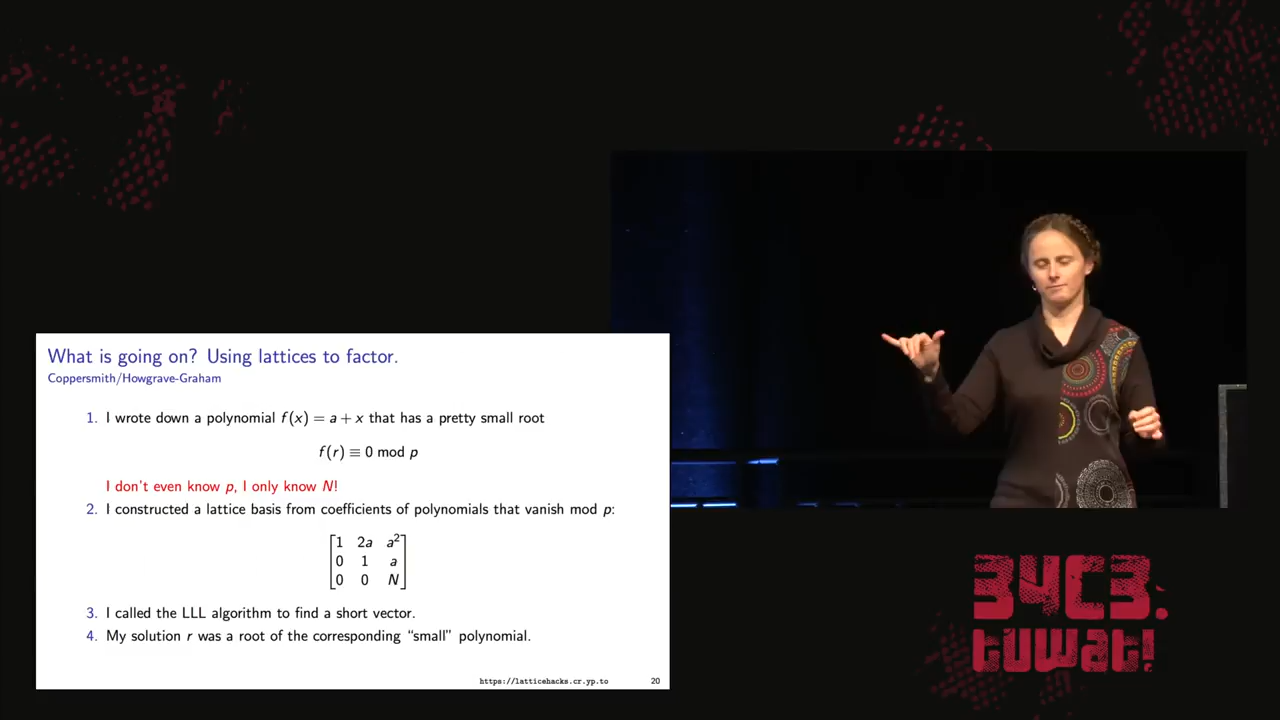 What is going on? Using lattices to factor.
Coppersmith/Howgrave-Graham
1. I wrote down a polynomial f(x) = a + x that has a pretty small root
f(r) ≡ 0 mod p
I don't even know p, I only know N!
2. I constructed a lattice basis from coefficients of polynomials that vanish mod p:
1 2a a²
0 1 a
0 0 N
3. I called the LLL algorithm to find a short vector.
4. My solution r was a root of the corresponding “small” polynomial.
https://latticehacks.cr.yp.to 20
34C3.
tuwat!